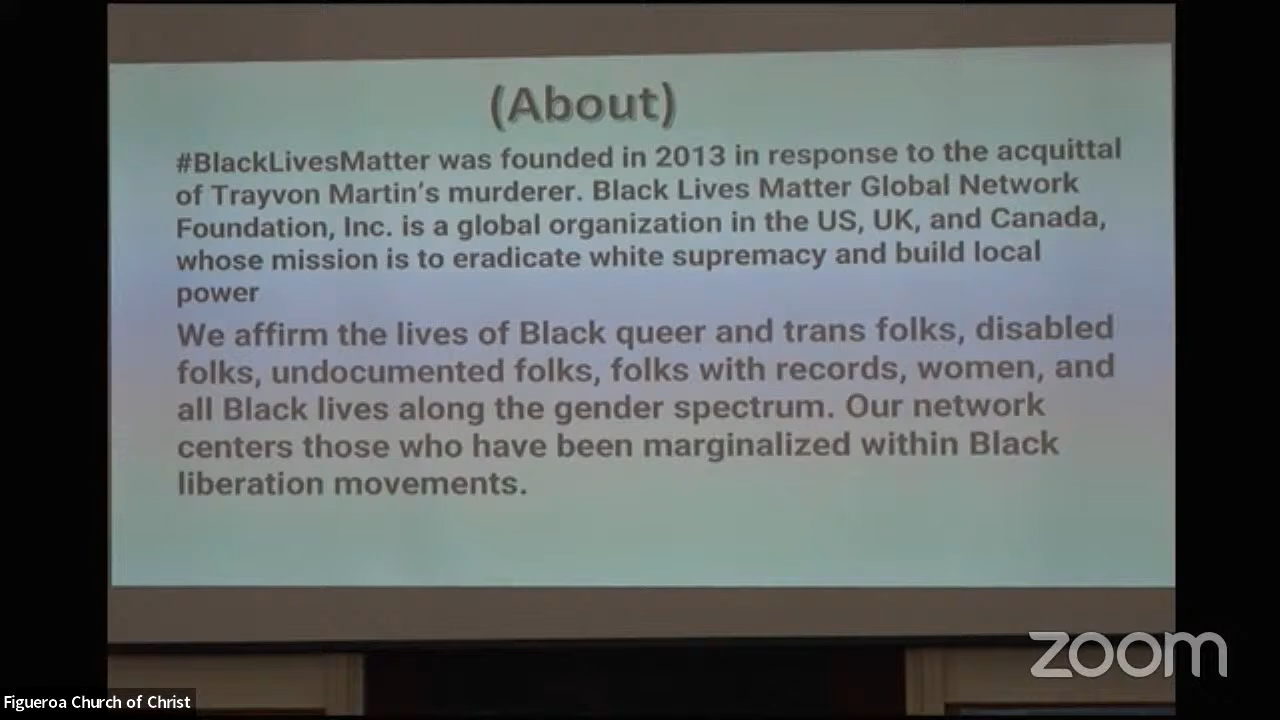 (About)
#BlackLivesMatter was founded in 2013 in response to the acquittal
of Trayvon Martin's murderer. Black Lives Matter Global Network
Foundation, Inc. is a global organization in the US, UK, and Canada,
whose mission is to eradicate white supremacy and build local
power
We affirm the lives of Black queer and trans folks, disabled
folks, undocumented folks, folks with records, women, and
all Black lives along the gender spectrum. Our network
centers those who have been marginalized within Black
liberation movements.
zoom
Figueroa Church of Christ